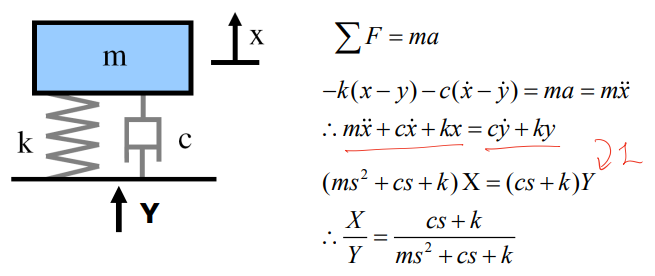 m
x
k
c
Y
∑F = ma
−k(x − y) − c(ẋ − ẏ) = ma = mẍ
∴ mẍ + cẋ + kx = cẏ + ky
(ms² + cs + k)X = (cs + k)Y
∴ X/Y = (cs + k)/(ms² + cs + k)